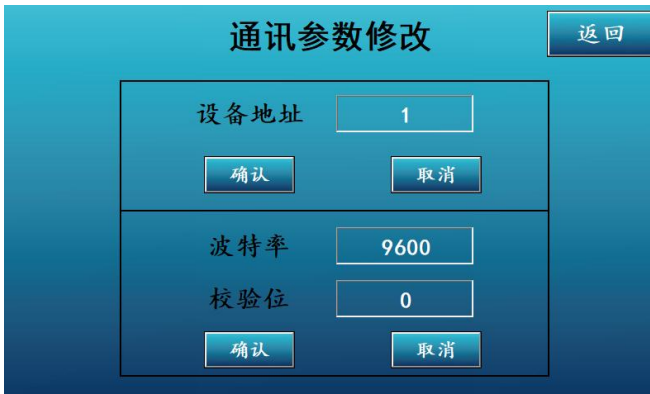 通讯参数修改
返回
设备地址 1
确认 取消
波特率 9600
校验位 0
确认 取消